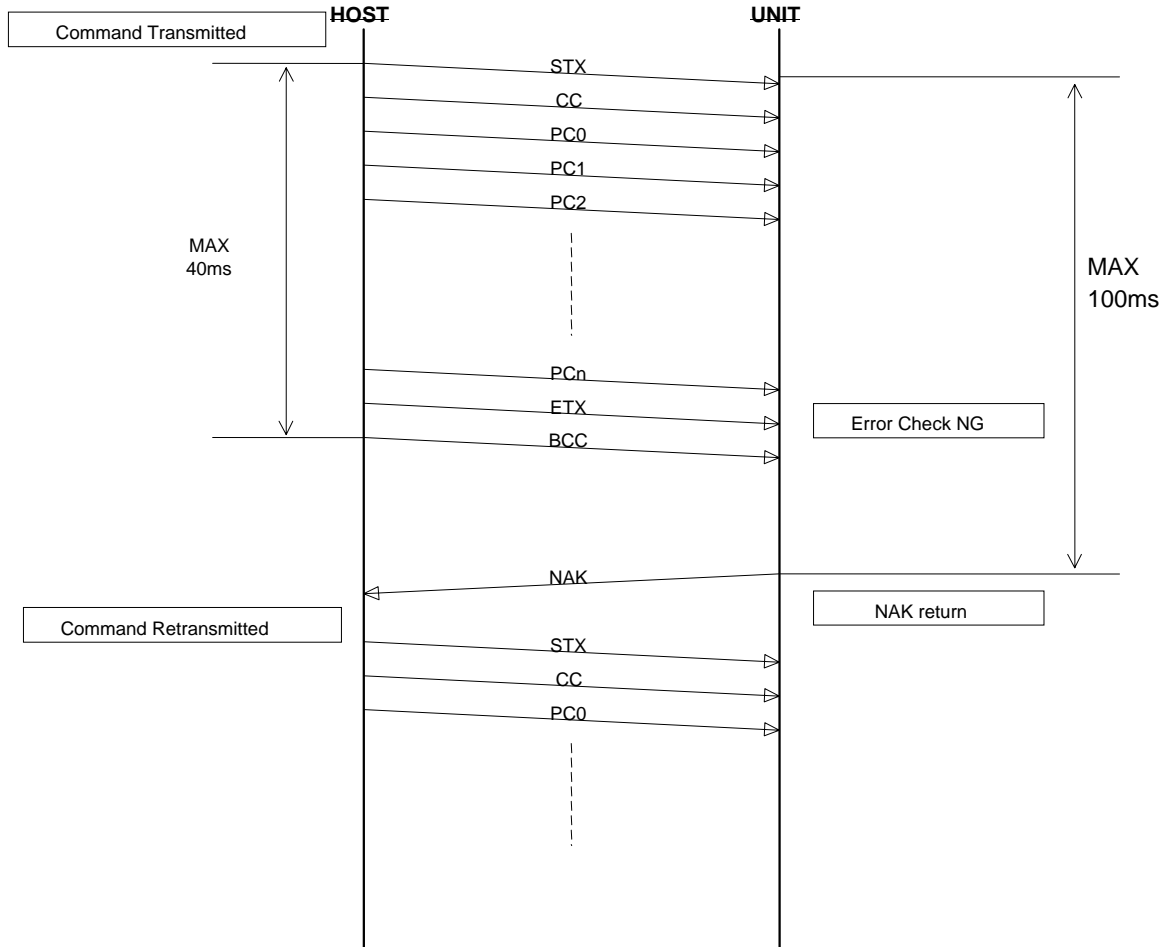 HOST
UNIT
Command Transmitted
STX
CC
PC0
PC1
PC2
MAX
40ms
MAX
100ms
PCn
ETX
Error Check NG
BCC
NAK
NAK return
Command Retransmitted
STX
CC
PC0